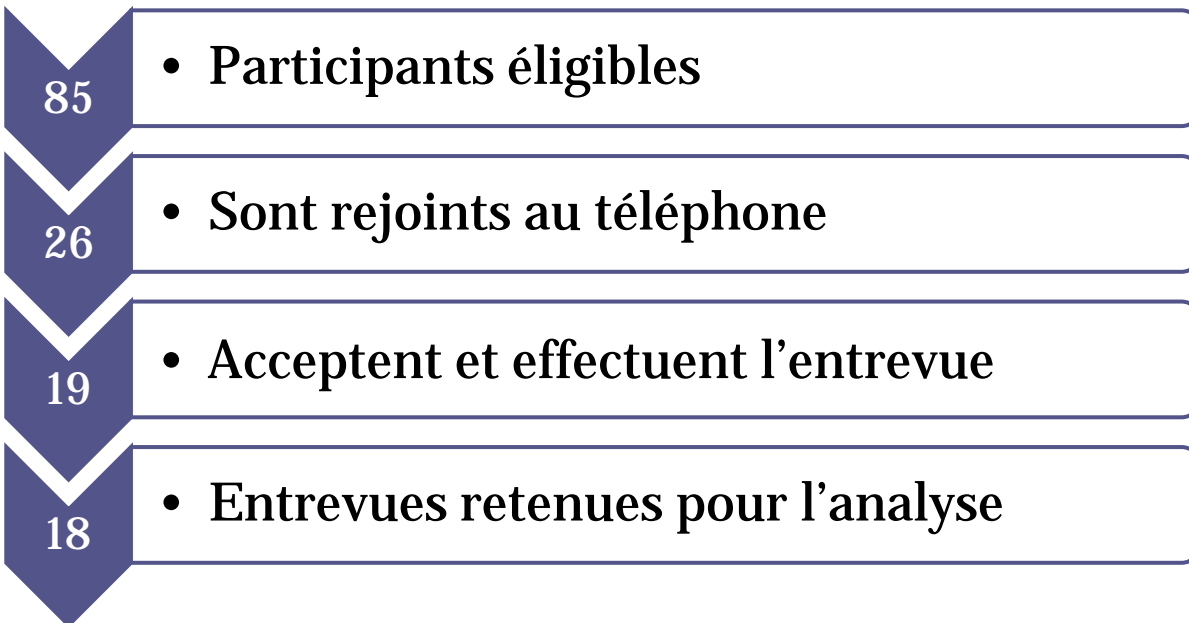 85
• Participants éligibles
26
• Sont rejoints au téléphone
19
• Acceptent et effectuent l’entrevue
18
• Entrevues retenues pour l’analyse